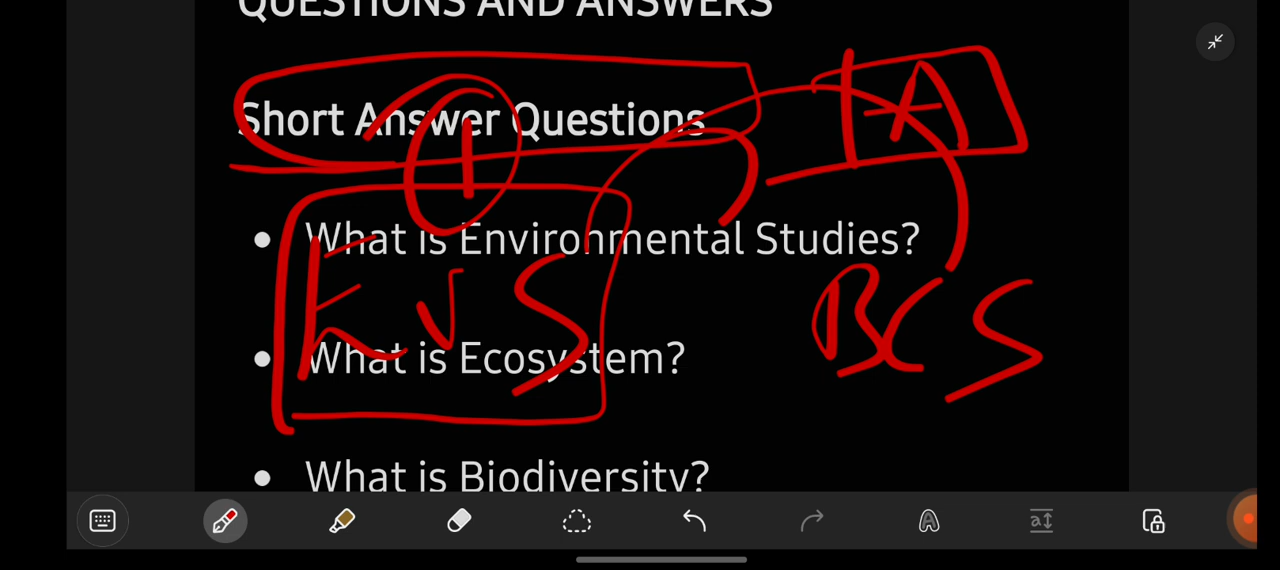 QUESTIONS AND ANSWERS
Short Answer Questions
1
A
• What is Environmental Studies?
EVS
BCS
• What is Ecosystem?
• What is Biodiversity?